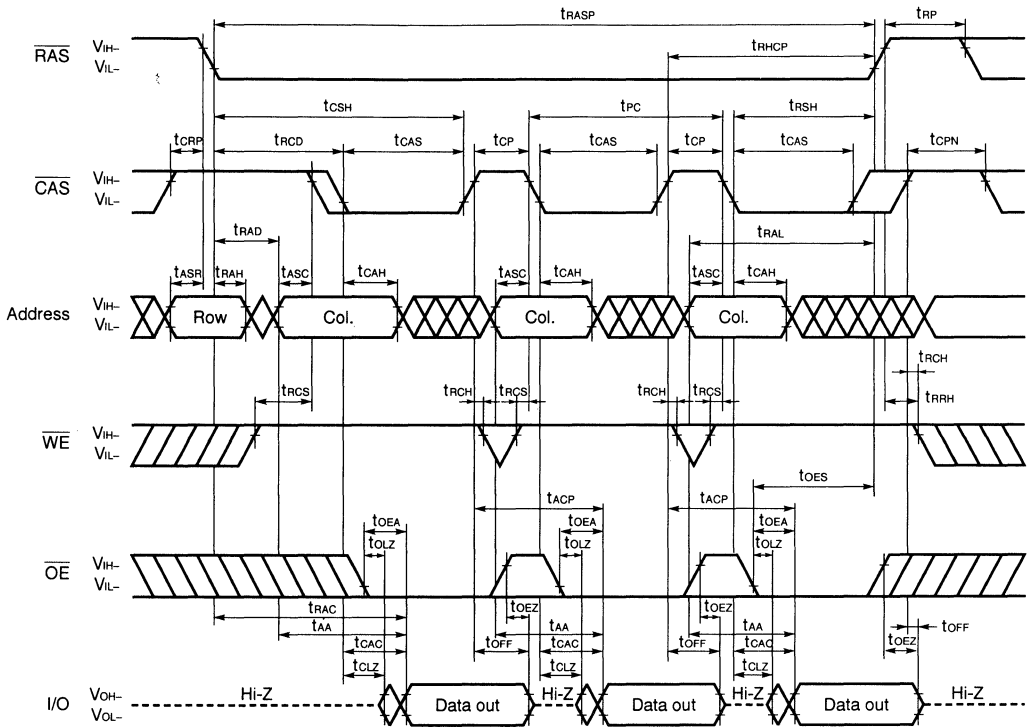 tRASP
tRP
tRHCP
RAS
VIH–
VIL–
tCSH
tPC
tRSH
tCRP
tRCD
tCAS
tCP
tCAS
tCP
tCAS
tCPN
CAS
VIH–
VIL–
tRAD
tRAL
tASR
tRAH
tASC
tCAH
tASC
tCAH
tASC
tCAH
Address
VIH–
VIL–
Row
Col.
Col.
Col.
tRCH
tRCS
tRCH
tRCS
tRCH
tRCS
tRRH
WE
VIH–
VIL–
tOES
tACP
tACP
tOEA
tOEA
tOEA
tOLZ
tOLZ
tOLZ
OE
VIH–
VIL–
tRAC
tOEZ
tOEZ
tOFF
tAA
tAA
tAA
tCAC
tOFF
tCAC
tOFF
tCAC
tOEZ
tCLZ
tCLZ
tCLZ
I/O
VOH–
VOL–
Hi-Z
Data out
Hi-Z
Data out
Hi-Z
Data out
Hi-Z